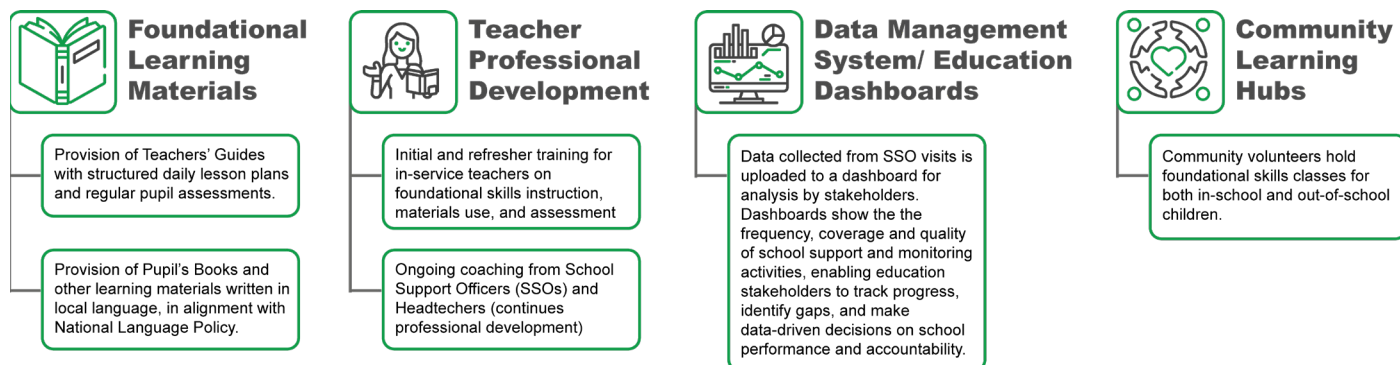 Foundational
Learning
Materials
Provision of Teachers' Guides
with structured daily lesson plans
and regular pupil assessments.
Provision of Pupil's Books and
other learning materials written in
local language, in alignment with
National Language Policy.
Teacher
Professional
Development
Initial and refresher training for
in-service teachers on
foundational skills instruction,
materials use, and assessment
Ongoing coaching from School
Support Officers (SSOs) and
Headtechers (continues
professional development)
Data Management
System/ Education
Dashboards
Data collected from SSO visits is
uploaded to a dashboard for
analysis by stakeholders.
Dashboards show the the
frequency, coverage and quality
of school support and monitoring
activities, enabling education
stakeholders to track progress,
identify gaps, and make
data-driven decisions on school
performance and accountability.
Community
Learning
Hubs
Community volunteers hold
foundational skills classes for
both in-school and out-of-school
children.